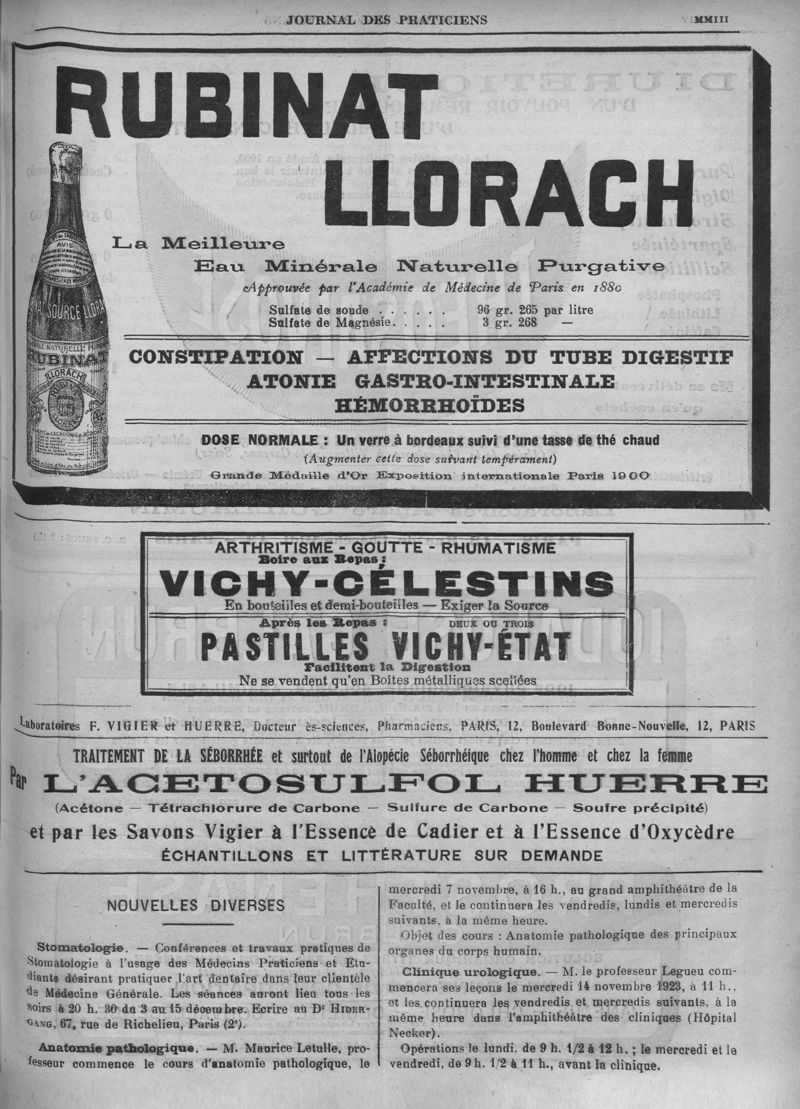 JOURNAL DES PRATICIENS
MMIII
RUBINAT
LLORACH
La Meilleure
Eau Minérale Naturelle Purgative
Approuvée par l'Académie de Médecine de Paris en 1880
Sulfate de soude . . . . . . 96 gr. 265 par litre
Sulfate de Magnésie. . . . . 3 gr. 268 —
CONSTIPATION — AFFECTIONS DU TUBE DIGESTIF
ATONIE GASTRO-INTESTINALE
HÉMORRHOÏDES
DOSE NORMALE : Un verre à bordeaux suivi d'une tasse de thé chaud
(Augmenter cette dose suivant tempérament)
Grande Médaille d'Or Exposition internationale Paris 1900
AVIS
SOURCE LLORA
RUBINAT
LLORACH
ARTHRITISME - GOUTTE - RHUMATISME
Boire aux Repas :
VICHY-CÉLESTINS
En bouteilles et demi-bouteilles — Exiger la Source
Après les Repas : DEUX OU TROIS
PASTILLES VICHY-ÉTAT
Facilitent la Digestion
Ne se vendent qu'en Boîtes métalliques scellées
Laboratoires F. VIGIER et HUERRE, Docteur ès-sciences, Pharmaciens, PARIS, 12, Boulevard Bonne-Nouvelle, 12, PARIS
TRAITEMENT DE LA SÉBORRHÉE et surtout de l'Alopécie Séborrhéique chez l'homme et chez la femme
Par L'ACETOSULFOL HUERRE
(Acétone — Tétrachlorure de Carbone — Sulfure de Carbone — Soufre précipité)
et par les Savons Vigier à l'Essence de Cadier et à l'Essence d'Oxycèdre
ÉCHANTILLONS ET LITTÉRATURE SUR DEMANDE
NOUVELLES DIVERSES
Stomatologie. — Conférences et travaux pratiques de
Stomatologie à l'usage des Médecins Praticiens et Etu-
diants désirant pratiquer l'art dentaire dans leur clientèle
de Médecine Générale. Les séances auront lieu tous les
soirs à 20 h. 30 du 3 au 15 décembre. Ecrire au Dr HIDER-
GANG, 67, rue de Richelieu, Paris (2e).
Anatomie pathologique. — M. Maurice Letulle, pro-
fesseur commence le cours d'anatomie pathologique, le
mercredi 7 novembre, à 16 h., au grand amphithéâtre de la
Faculté, et le continuera les vendredis, lundis et mercredis
suivants, à la même heure.
Objet des cours : Anatomie pathologique des principaux
organes du corps humain.
Clinique urologique. — M. le professeur Legueu com-
mencera ses leçons le mercredi 14 novembre 1923, à 11 h..
et les continuera les vendredis et mercredis suivants, à la
même heure dans l'amphithéâtre des cliniques (Hôpital
Necker).
Opérations le lundi, de 9 h. 1/2 à 12 h. ; le mercredi et le
vendredi, de 9 h. 1/2 à 11 h., avant la clinique.